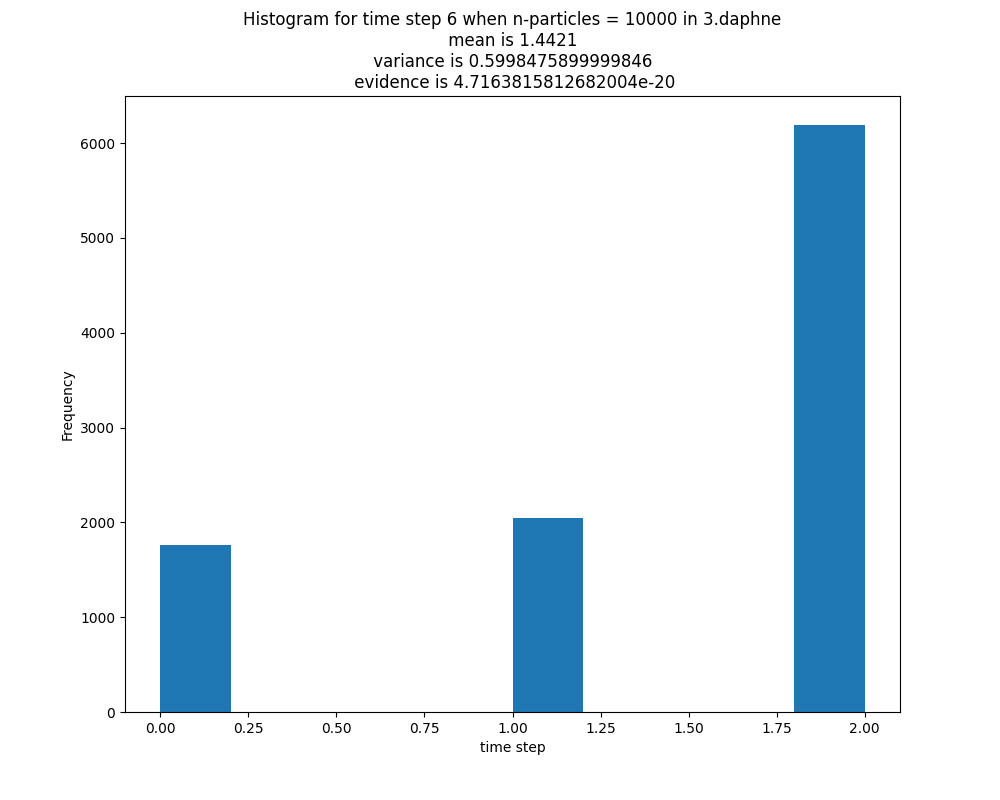 Histogram for time step 6 when n-particles = 10000 in 3.daphne
mean is 1.4421
variance is 0.5998475899999846
evidence is 4.7163815812682004e-20
6000
5000
4000
3000
2000
1000
0
Frequency
0.00 0.25 0.50 0.75 1.00 1.25 1.50 1.75 2.00
time step